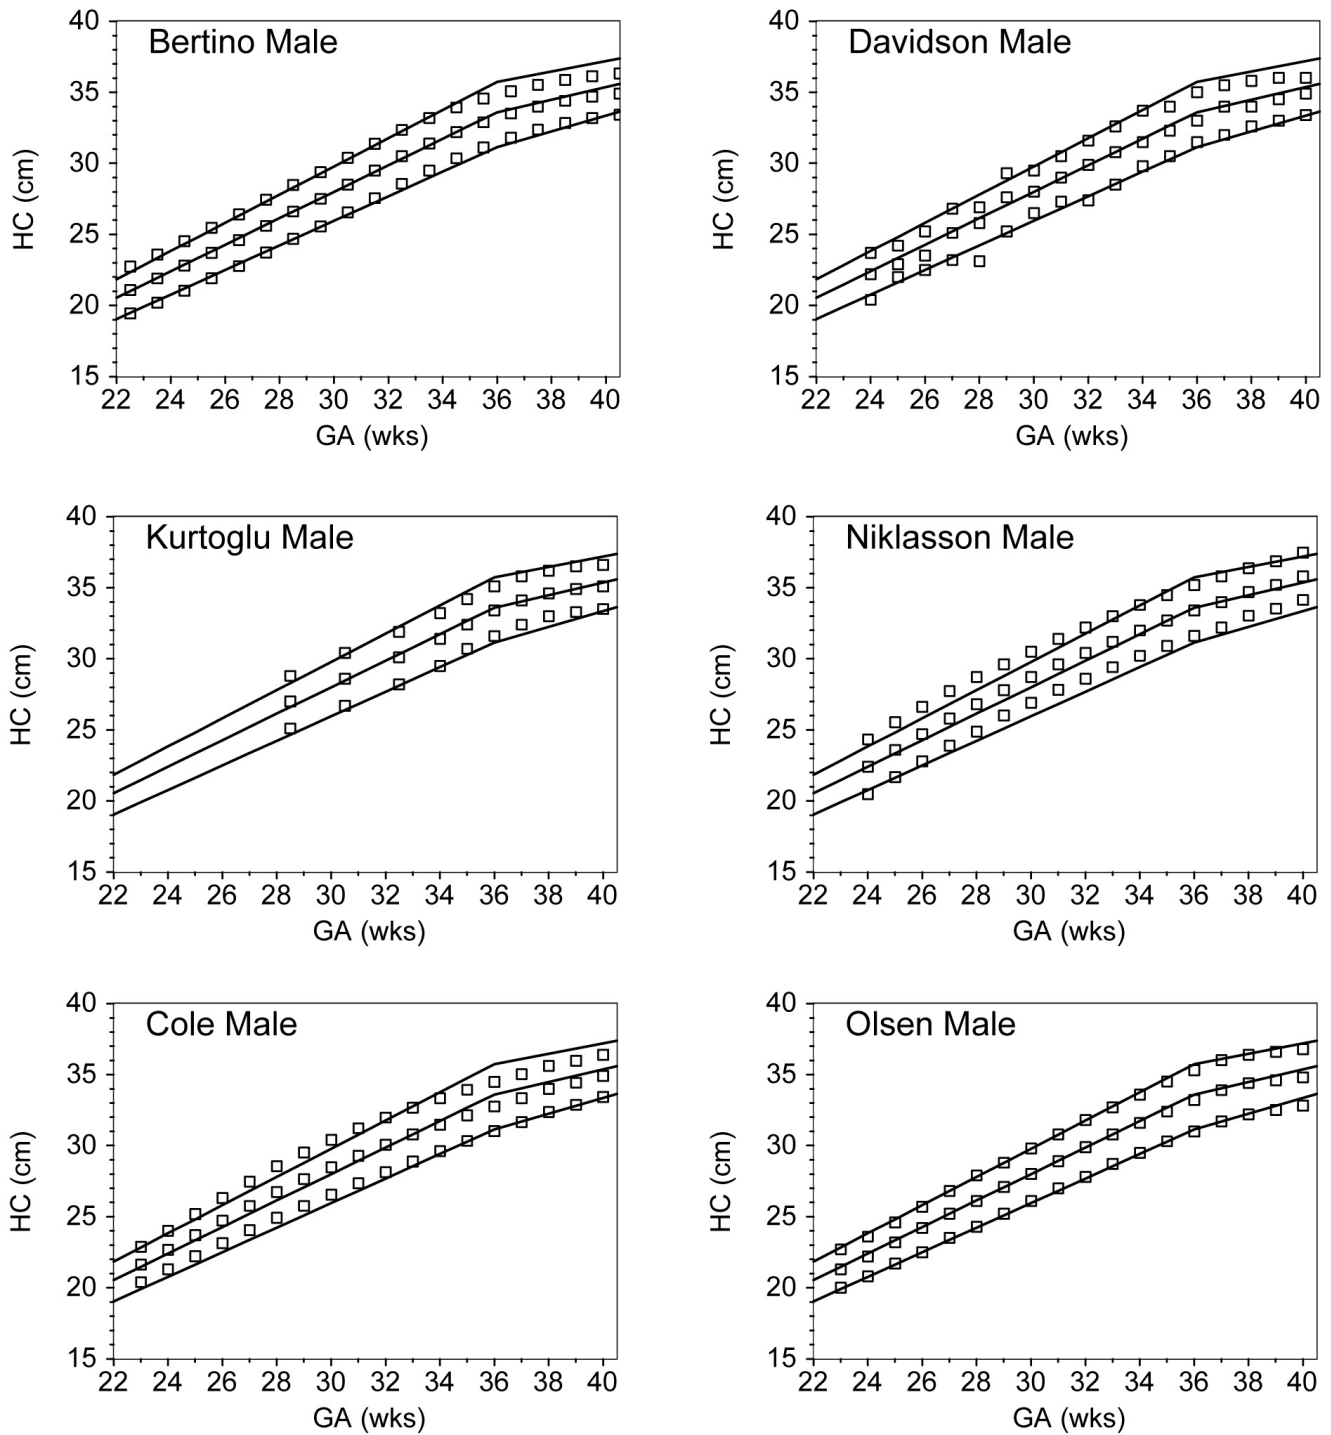 Bertino Male
40
35
30
25
20
15
HC (cm)
22 24 26 28 30 32 34 36 38 40
GA (wks)
Davidson Male
40
35
30
25
20
15
HC (cm)
22 24 26 28 30 32 34 36 38 40
GA (wks)
Kurtoglu Male
40
35
30
25
20
15
HC (cm)
22 24 26 28 30 32 34 36 38 40
GA (wks)
Niklasson Male
40
35
30
25
20
15
HC (cm)
22 24 26 28 30 32 34 36 38 40
GA (wks)
Cole Male
40
35
30
25
20
15
HC (cm)
22 24 26 28 30 32 34 36 38 40
GA (wks)
Olsen Male
40
35
30
25
20
15
HC (cm)
22 24 26 28 30 32 34 36 38 40
GA (wks)